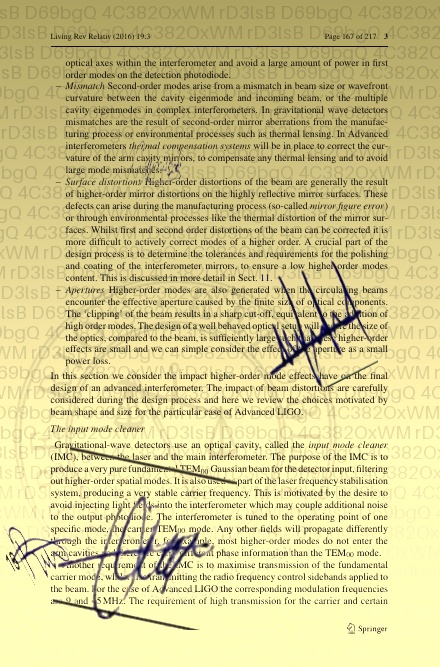 Living Rev Relativ (2016) 19:3 Page 167 of 217 3
optical axes within the interferometer and avoid a large amount of power in first
order modes on the detection photodiode.
– Mismatch Second-order modes arise from a mismatch in beam size or wavefront
curvature between the cavity eigenmode and incoming beam, or the multiple
cavity eigenmodes in complex interferometers. In gravitational wave detectors
mismatches are the result of second-order mirror aberrations from the manufac-
turing process or environmental processes such as thermal lensing. In Advanced
interferometers thermal compensation systems will be in place to correct the cur-
vature of the arm cavity mirrors, to compensate any thermal lensing and to avoid
large mode mismatches.
– Surface distortions Higher-order distortions of the beam are generally the result
of higher-order mirror distortions on the highly reflective mirror surfaces. These
defects can arise during the manufacturing process (so-called mirror figure error)
or through environmental processes like the thermal distortion of the mirror sur-
faces. Whilst first and second order distortions of the beam can be corrected it is
more difficult to actively correct modes of a higher order. A crucial part of the
design process is to determine the tolerances and requirements for the polishing
and coating of the interferometer mirrors, to ensure a low higher order modes
content. This is discussed in more detail in Sect. 11.
– Apertures Higher-order modes are also generated when the circulating beams
encounter the effective aperture caused by the finite size of optical components.
The 'clipping' of the beam results in a sharp cut-off, equivalent to the addition of
high order modes. The design of a well behaved optical setup will the size of
the optics, compared to the beam, is sufficiently large higher-order
effects are small and we can simple consider the effect aperture as a small
power loss.
In this section we consider the impact higher-order mode effects have on the final
design of an advanced interferometer. The impact of beam distortions are carefully
considered during the design process and here we review the choices motivated by
beam shape and size for the particular case of Advanced LIGO.
The input mode cleaner
Gravitational-wave detectors use an optical cavity, called the input mode cleaner
(IMC), between the laser and the main interferometer. The purpose of the IMC is to
produce a very pure fundamental TEM00 Gaussian beam for the detector input, filtering
out higher-order spatial modes. It is also used part of the laser frequency stabilisation
system, producing a very stable carrier frequency. This is motivated by the desire to
avoid injecting light into the interferometer which may couple additional noise
to the output The interferometer is tuned to the operating point of one
specific mode, the carrier TEM00 mode. Any other fields will propagate differently
through the interferometer, for example, most higher-order modes do not enter the
arm cavities phase information than the TEM00 mode.
Another requirement of the IMC is to maximise transmission of the fundamental
carrier mode, transmitting the radio frequency control sidebands applied to
the beam. For the case of Advanced LIGO the corresponding modulation frequencies
9 and 45 MHz. The requirement of high transmission for the carrier and certain
Springer